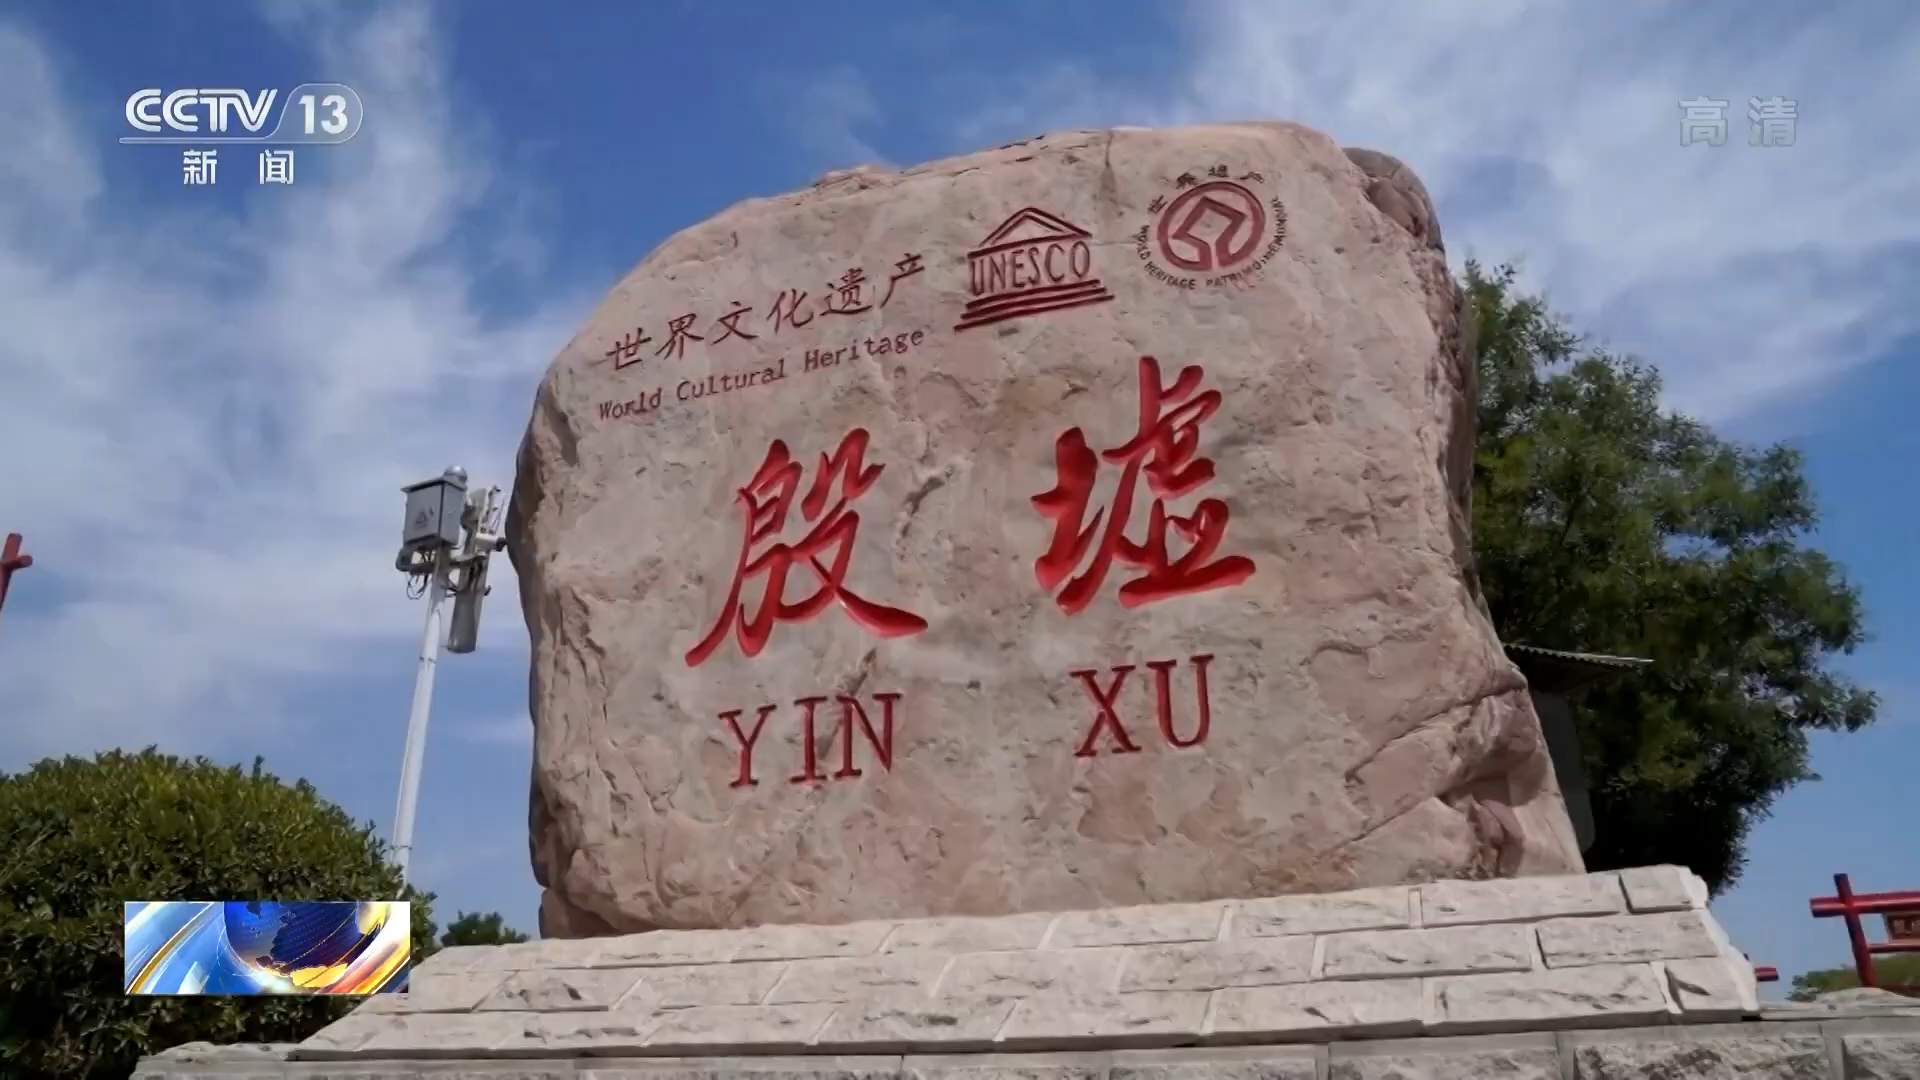 CCTV 13
新闻
高清
世界遗产
WORLD HERITAGE PATRIMOINE MONDIAL
UNESCO
世界文化遗产
World Cultural Heritage
殷墟
YIN XU